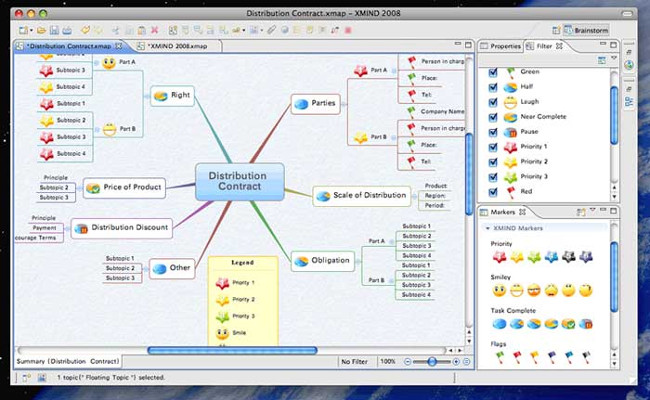 Distribution Contract.xmap - XMIND 2008
Brainstorm
*Distribution Contract.xmap
*XMIND 2008.xmap
Properties
Filter
Part A
Subtopic 3
Subtopic 4
Subtopic 1
Subtopic 2
Part B
Subtopic 3
Subtopic 4
Right
Principle
Subtopic 2
Subtopic 3
Price of Product
Principle
Payment
courage Terms
Distribution Discount
Subtopic 1
Subtopic 2
Subtopic 3
Other
Distribution
Contract
Parties
Part A
Person in charg
Place:
Tel:
Part B
Company Name
Person in charg
Place:
Tel
Scale of Distribution
Product
Region:
Period:
Obligation
Part A
Subtopic 1
Subtopic 2
Subtopic 3
Subtopic 4
Part B
Subtopic 1
Subtopic 2
Subtopic 3
Subtopic 4
Legend
Priority 1
Priority 2
Priority 3
Smile
Green
Half
Laugh
Near Complete
Pause
Priority 1
Priority 2
Priority 3
Red
Markers
XMIND Markers
Priority
Smiley
Task Complete
Flags
Summary (Distribution Contract)
No Filter
100%
1 topic(" Floating Topic ") selected.